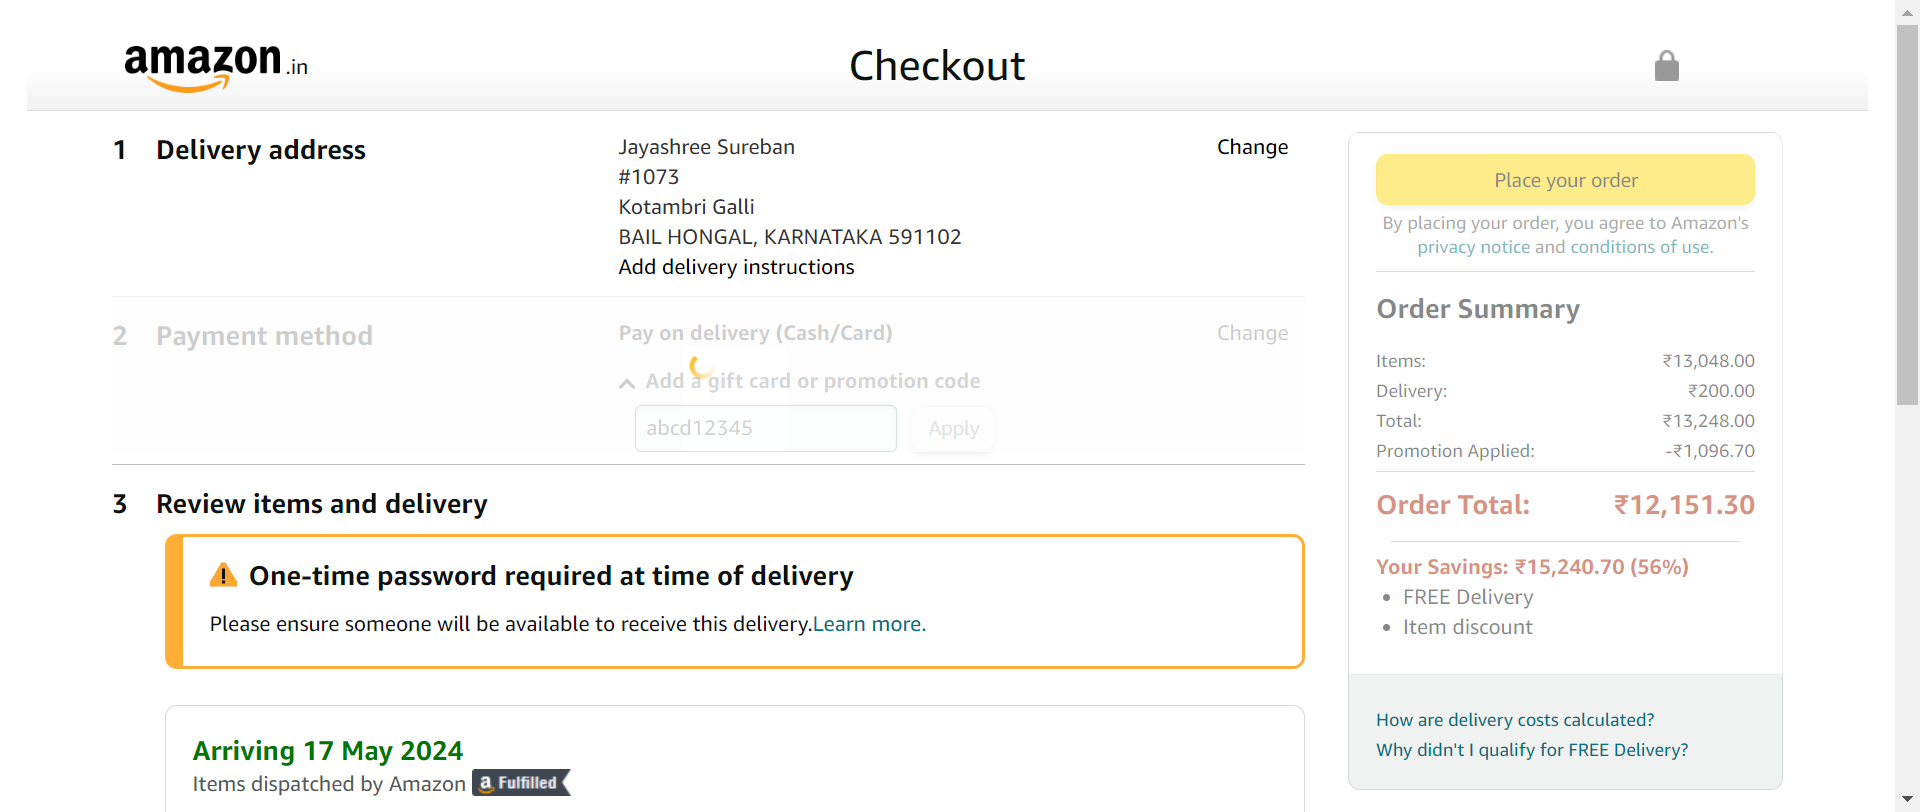 amazon.in
Checkout
1 Delivery address
Jayashree Sureban
#1073
Kotambri Galli
BAIL HONGAL, KARNATAKA 591102
Add delivery instructions
Change
2 Payment method
Pay on delivery (Cash/Card)
Change
Add a gift card or promotion code
abcd12345
Apply
3 Review items and delivery
One-time password required at time of delivery
Please ensure someone will be available to receive this delivery.Learn more.
Arriving 17 May 2024
Items dispatched by Amazon a Fulfilled
Place your order
By placing your order, you agree to Amazon's
privacy notice and conditions of use.
Order Summary
Items: ₹13,048.00
Delivery: ₹200.00
Total: ₹13,248.00
Promotion Applied: -₹1,096.70
Order Total: ₹12,151.30
Your Savings: ₹15,240.70 (56%)
• FREE Delivery
• Item discount
How are delivery costs calculated?
Why didn't I qualify for FREE Delivery?